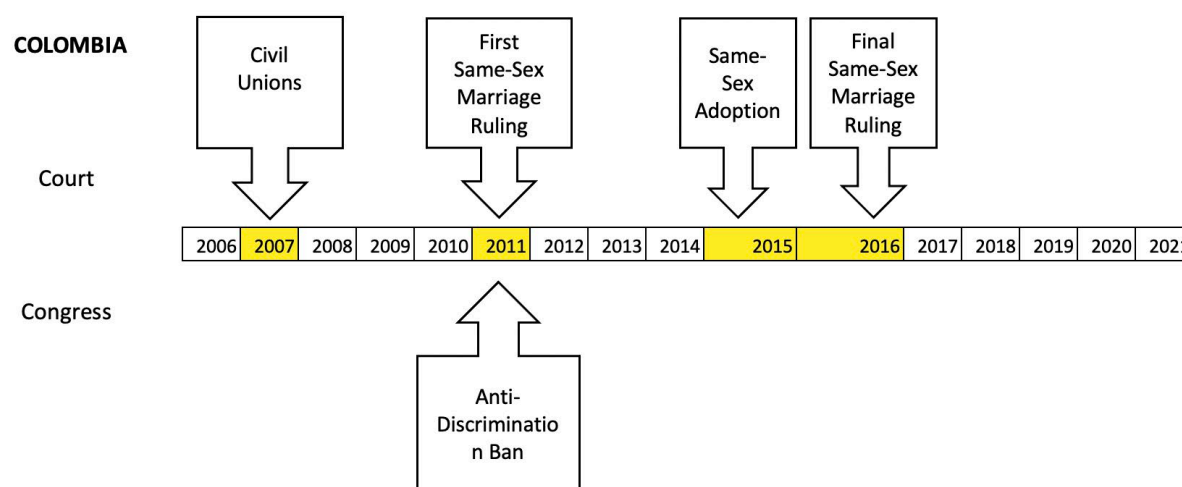 COLOMBIA
Civil
Unions
First
Same-Sex
Marriage
Ruling
Same-
Sex
Adoption
Final
Same-Sex
Marriage
Ruling
Court
2006 2007 2008 2009 2010 2011 2012 2013 2014 2015 2016 2017 2018 2019 2020 2021
Congress
Anti-
Discriminatio
n Ban